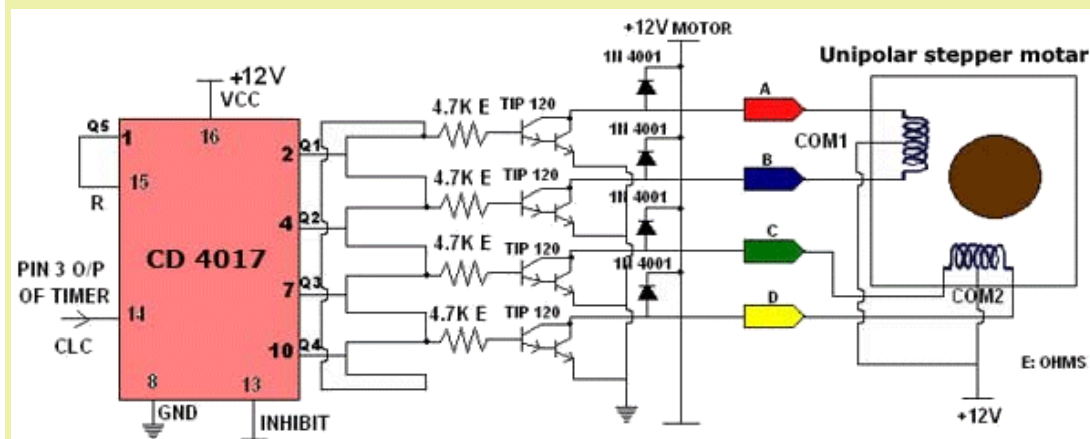 +12V MOTOR
Unipolar stepper motar
+12V
VCC
1N 4001
A
4.7K E
TIP 120
Q5
1
16
COM1
2
Q1
1N 4001
15
B
R
4.7K E
TIP 120
1N 4001
4
Q2
C
CD 4017
4.7K E
TIP 120
1N 4001
PIN 3 O/P
OF TIMER
7
Q3
COM2
D
4.7K E
TIP 120
14
CLC
10
Q4
E: OHMS
8
13
GND
INHIBIT
+12V